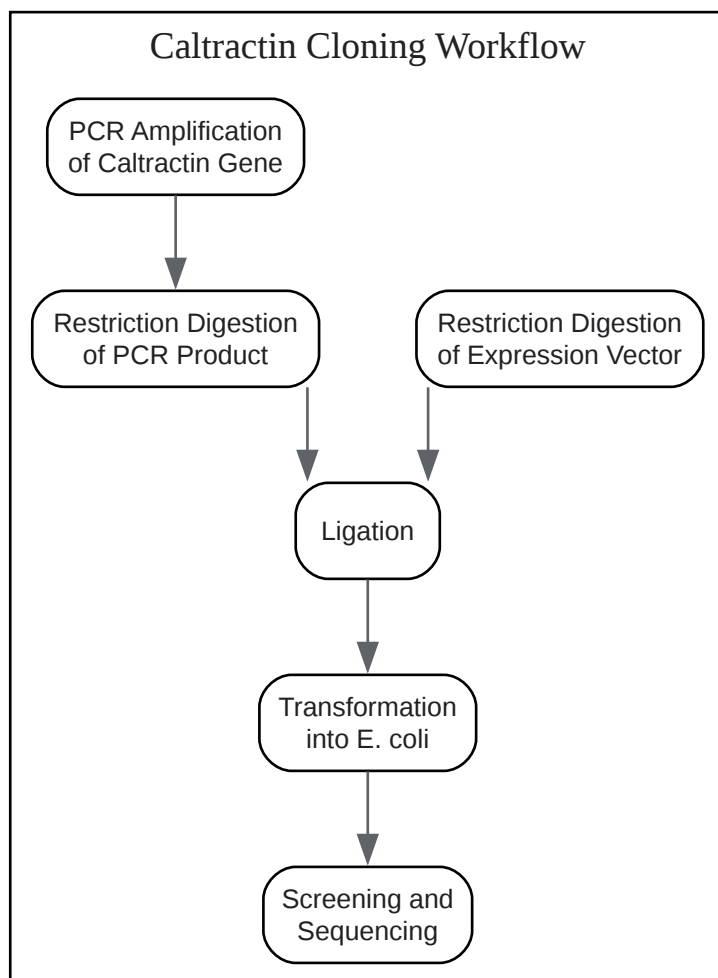 Caltractin Cloning Workflow
PCR Amplification
of Caltractin Gene
Restriction Digestion
of PCR Product
Restriction Digestion
of Expression Vector
Ligation
Transformation
into E. coli
Screening and
Sequencing